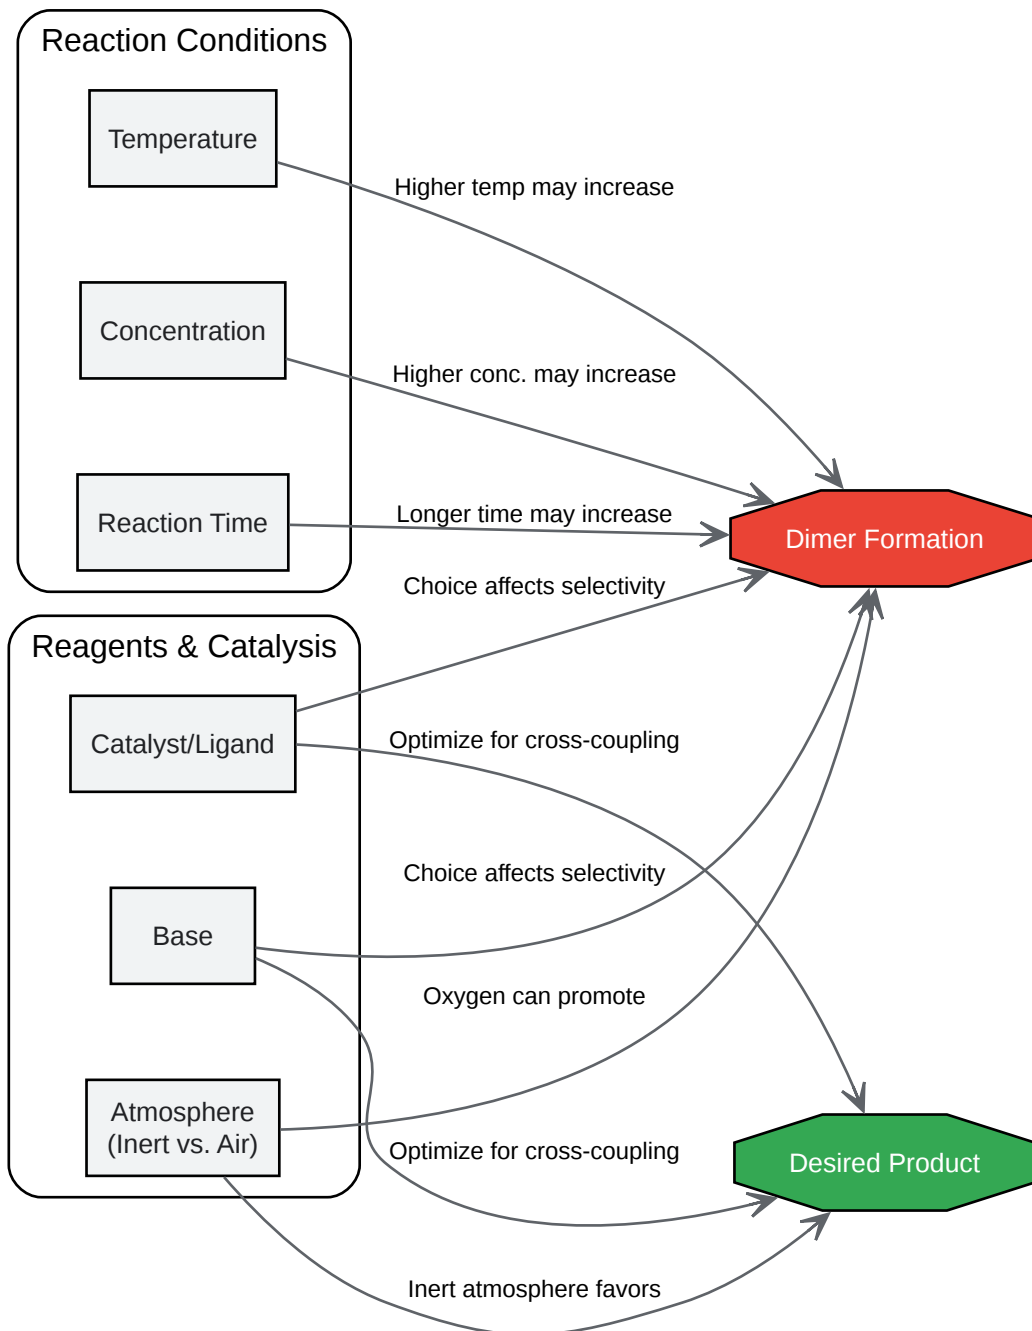 Reaction Conditions
Temperature
Higher temp may increase
Concentration
Higher conc. may increase
Reaction Time
Longer time may increase
Dimer Formation
Choice affects selectivity
Reagents & Catalysis
Catalyst/Ligand
Optimize for cross-coupling
Choice affects selectivity
Base
Oxygen can promote
Atmosphere
(Inert vs. Air)
Optimize for cross-coupling
Desired Product
Inert atmosphere favors